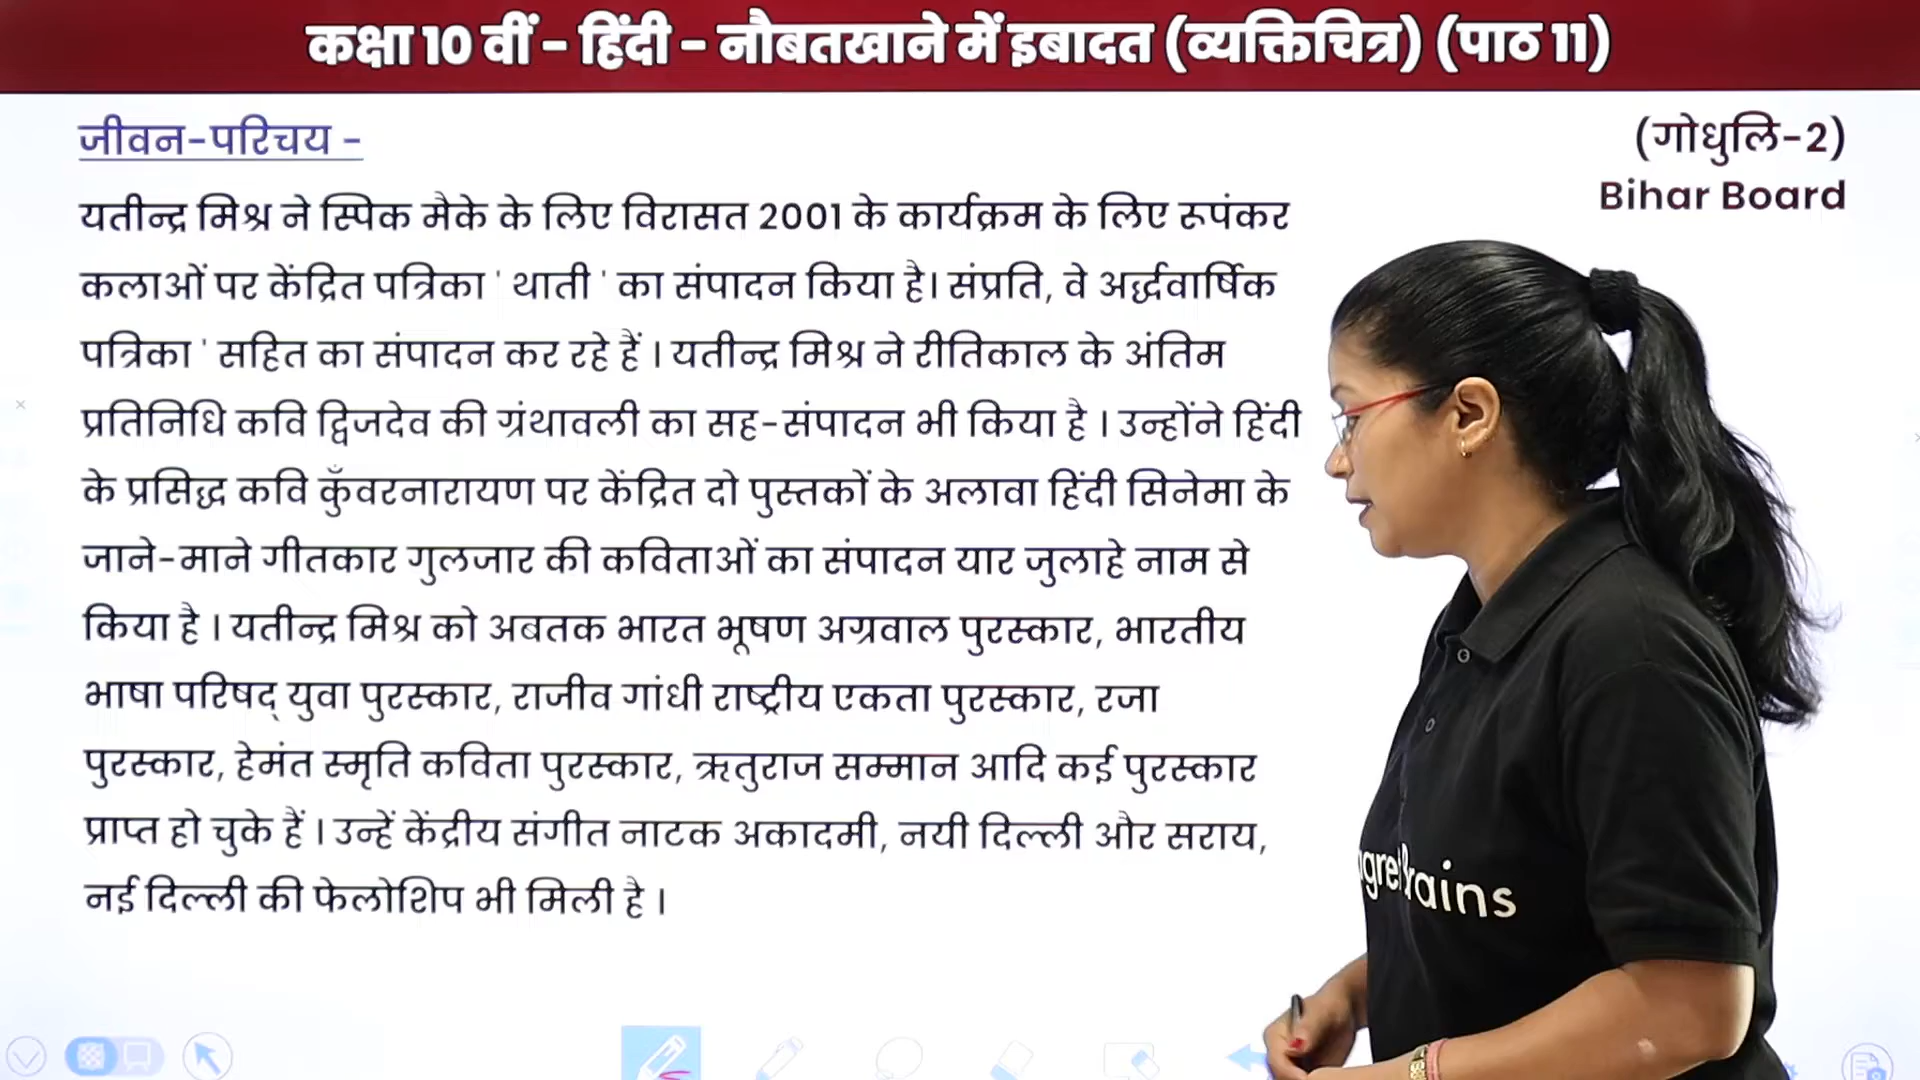 कक्षा 10 वीं - हिंदी - नौबतखाने में इबादत (व्यक्तिचित्र) (पाठ 11)
जीवन-परिचय -
(गोधुलि-2)
Bihar Board
यतीन्द्र मिश्र ने स्पिक मैके के लिए विरासत 2001 के कार्यक्रम के लिए रूपंकर
कलाओं पर केंद्रित पत्रिका ' थाती ' का संपादन किया है। संप्रति, वे अर्द्धवार्षिक
पत्रिका ' सहित का संपादन कर रहे हैं । यतीन्द्र मिश्र ने रीतिकाल के अंतिम
प्रतिनिधि कवि द्विजदेव की ग्रंथावली का सह-संपादन भी किया है । उन्होंने हिंदी
के प्रसिद्ध कवि कुँवरनारायण पर केंद्रित दो पुस्तकों के अलावा हिंदी सिनेमा के
जाने-माने गीतकार गुलजार की कविताओं का संपादन यार जुलाहे नाम से
किया है । यतीन्द्र मिश्र को अबतक भारत भूषण अग्रवाल पुरस्कार, भारतीय
भाषा परिषद् युवा पुरस्कार, राजीव गांधी राष्ट्रीय एकता पुरस्कार, रजा
पुरस्कार, हेमंत स्मृति कविता पुरस्कार, ऋतुराज सम्मान आदि कई पुरस्कार
प्राप्त हो चुके हैं । उन्हें केंद्रीय संगीत नाटक अकादमी, नयी दिल्ली और सराय,
नई दिल्ली की फेलोशिप भी मिली है ।